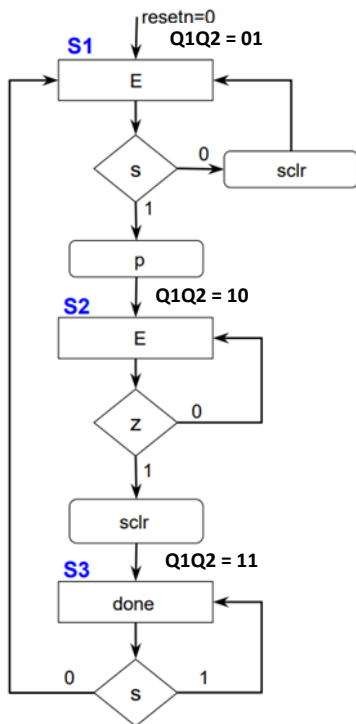 resetn=0
S1
Q1Q2 = 01
E
s
0
sclr
1
p
S2
Q1Q2 = 10
E
z
0
1
sclr
S3
Q1Q2 = 11
done
0
s
1